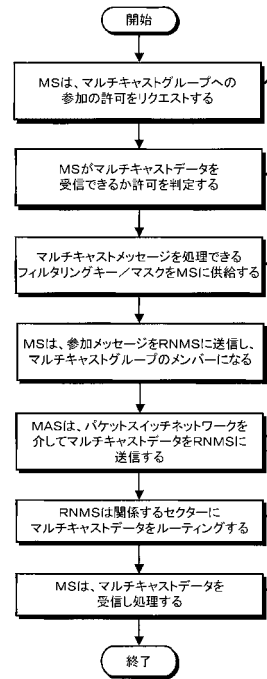 開始
MSは、マルチキャストグループへの
参加の許可をリクエストする
MSがマルチキャストデータを
受信できるか許可を判定する
マルチキャストメッセージを処理できる
フィルタリングキー／マスクをMSに供給する
MSは、参加メッセージをRNMSに送信し、
マルチキャストグループのメンバーになる
MASは、パケットスイッチネットワークを
介してマルチキャストデータをRNMSに
送信する
RNMSは関係するセクターに
マルチキャストデータをルーティングする
MSは、マルチキャストデータを
受信し処理する
終了